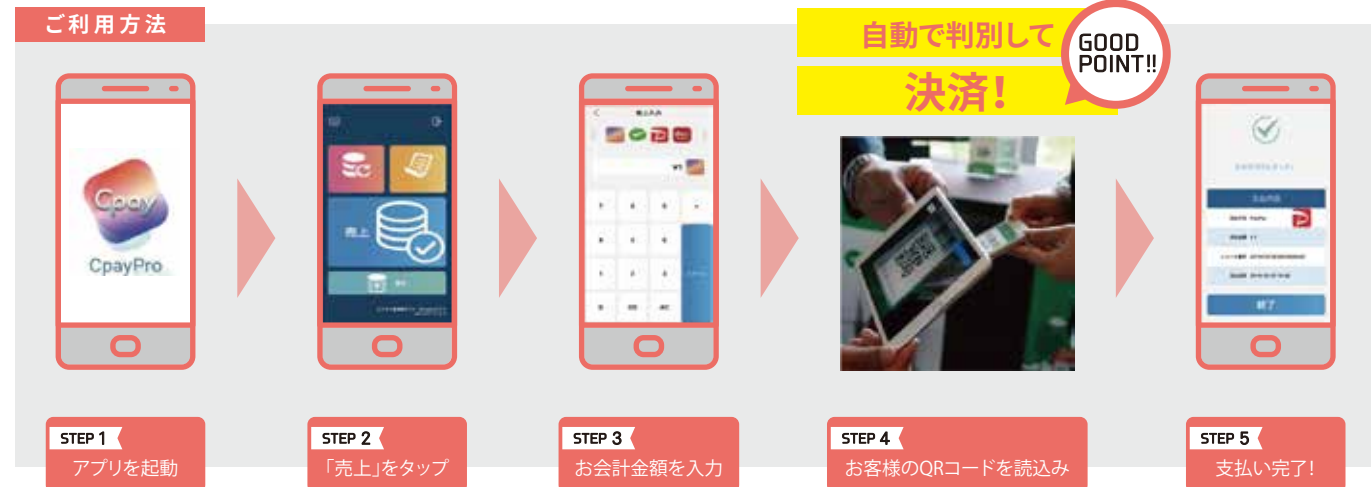 ご利用方法
自動で判別して
決済!
GOOD
POINT!!
Cpay
CpayPro
売上
終了
STEP 1
アプリを起動
STEP 2
「売上」をタップ
STEP 3
お会計金額を入力
STEP 4
お客様のQRコードを読込み
STEP 5
支払い完了!